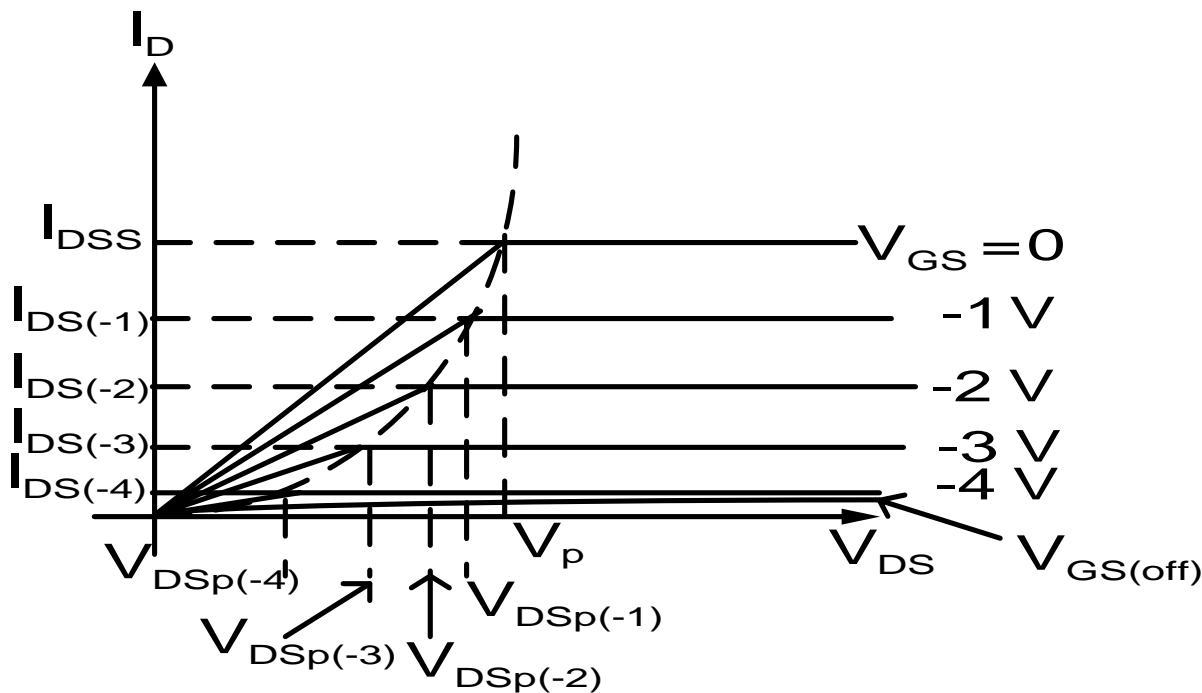 I_D
I_DSS
V_GS =0
I_DS(-1)
-1 V
I_DS(-2)
-2 V
I_DS(-3)
-3 V
I_DS(-4)
-4 V
V_p
V_DS
V_GS(off)
V_DSp(-4)
V_DSp(-1)
V_DSp(-3)
V_DSp(-2)